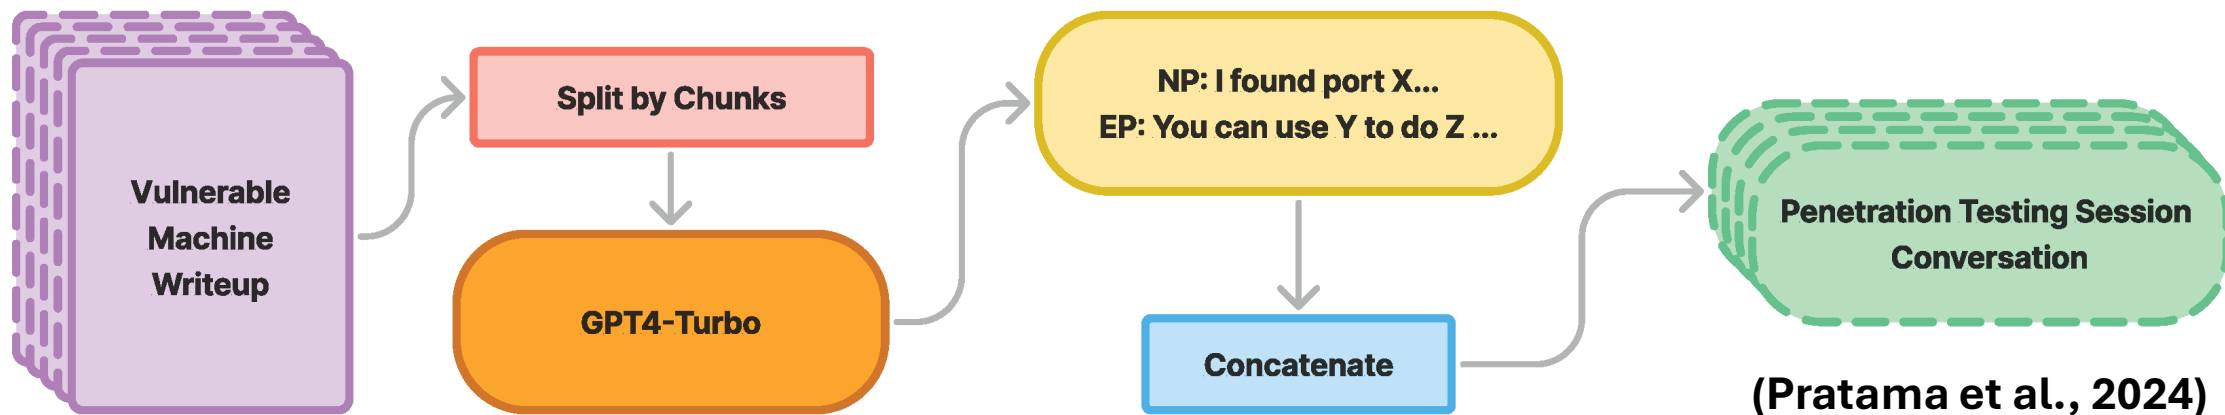 Vulnerable
Machine
Writeup
Split by Chunks
GPT4-Turbo
NP: I found port X...
EP: You can use Y to do Z ...
Concatenate
Penetration Testing Session
Conversation
(Pratama et al., 2024)